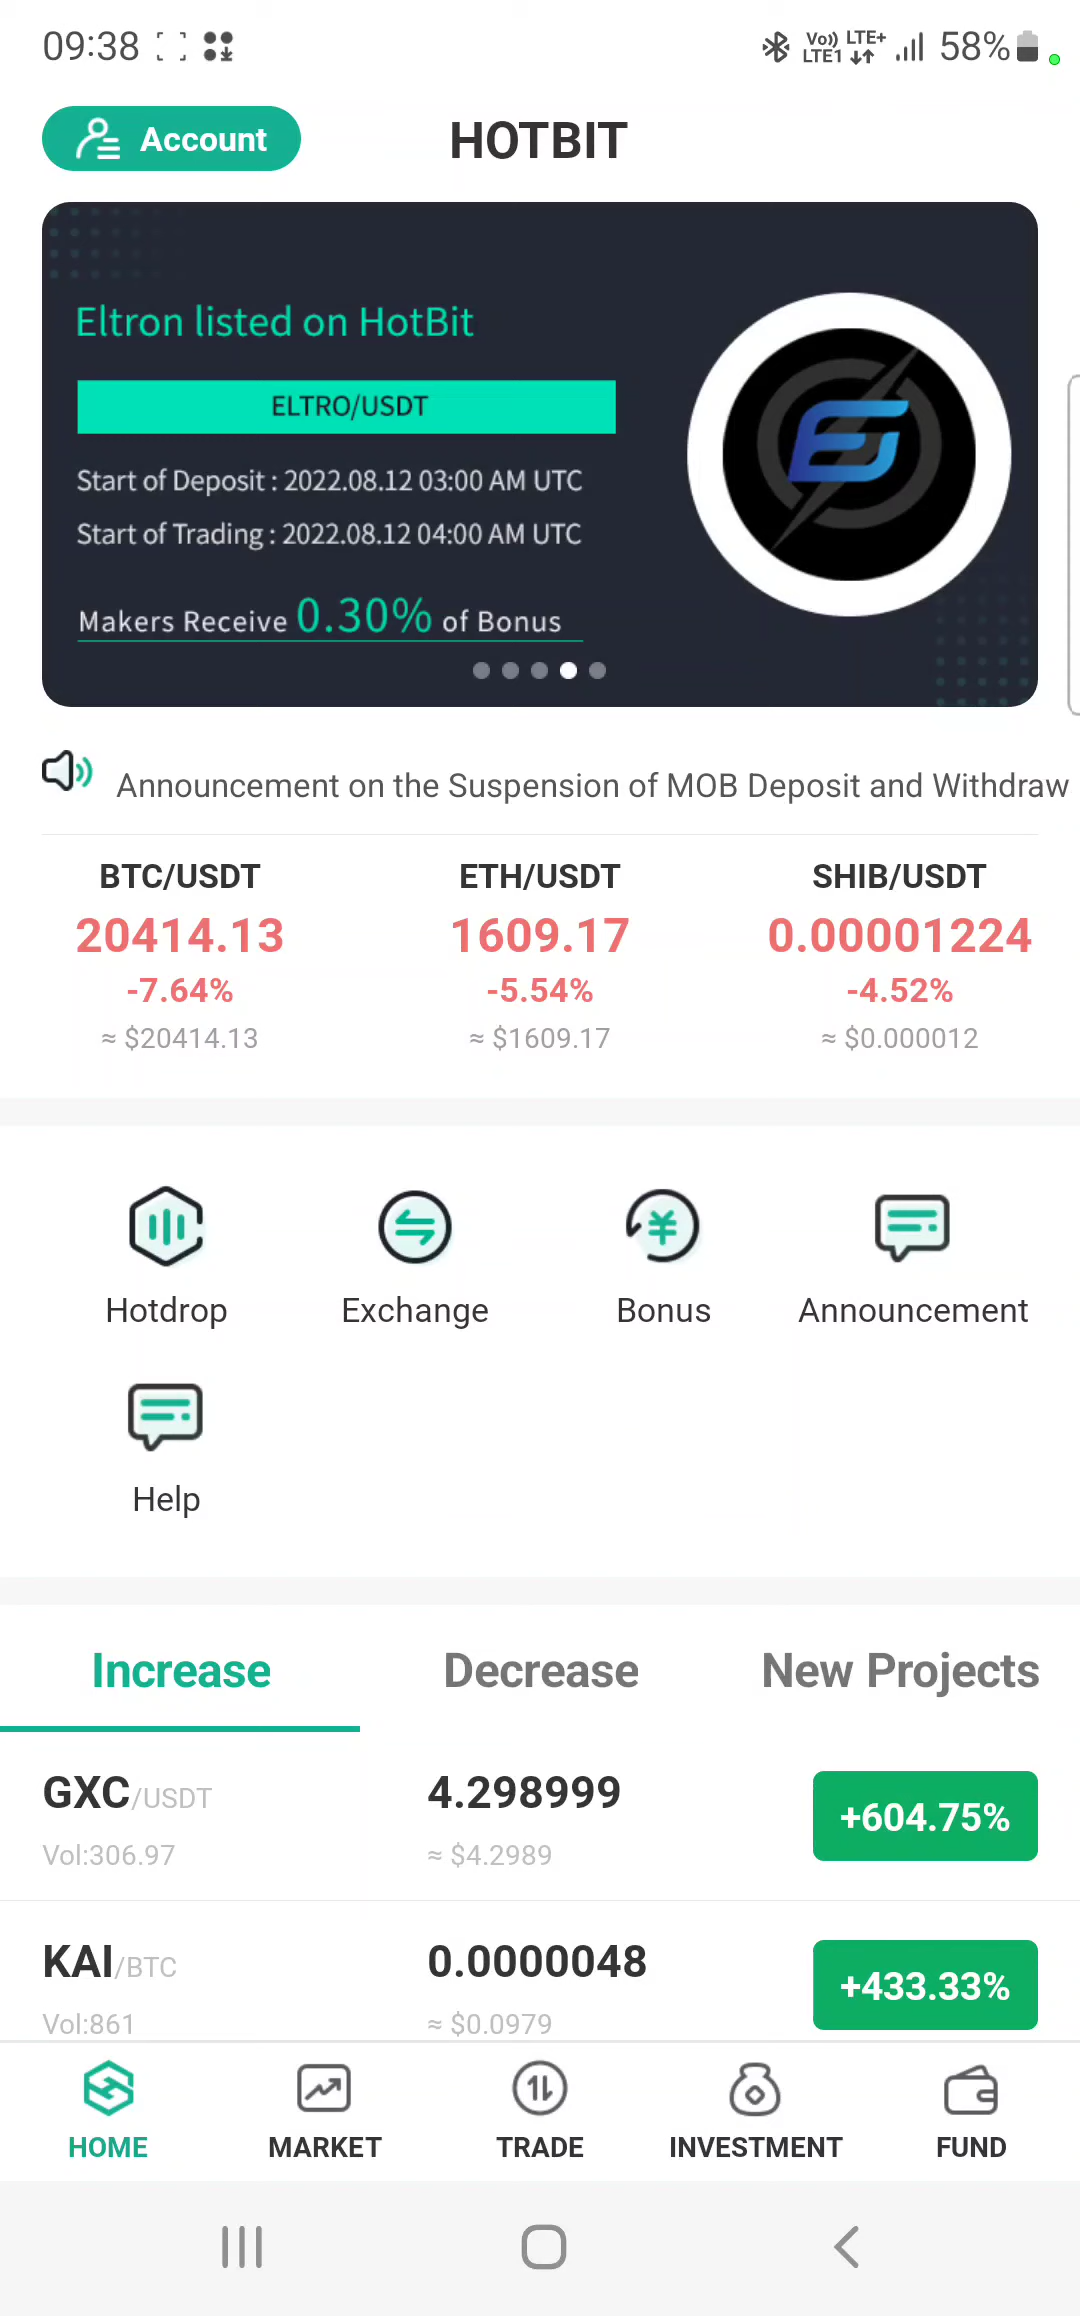 09:38
Vo)) LTE+
LTE1
58%
Account
HOTBIT
Eltron listed on HotBit
ELTRO/USDT
Start of Deposit : 2022.08.12 03:00 AM UTC
Start of Trading : 2022.08.12 04:00 AM UTC
Makers Receive 0.30% of Bonus
Announcement on the Suspension of MOB Deposit and Withdraw
BTC/USDT ETH/USDT SHIB/USDT
20414.13 1609.17 0.00001224
-7.64% -5.54% -4.52%
≈ $20414.13 ≈ $1609.17 ≈ $0.000012
Hotdrop Exchange Bonus Announcement
Help
Increase Decrease New Projects
GXC/USDT 4.298999 +604.75%
Vol:306.97 ≈ $4.2989
KAI/BTC 0.0000048 +433.33%
Vol:861 ≈ $0.0979
HOME MARKET TRADE INVESTMENT FUND